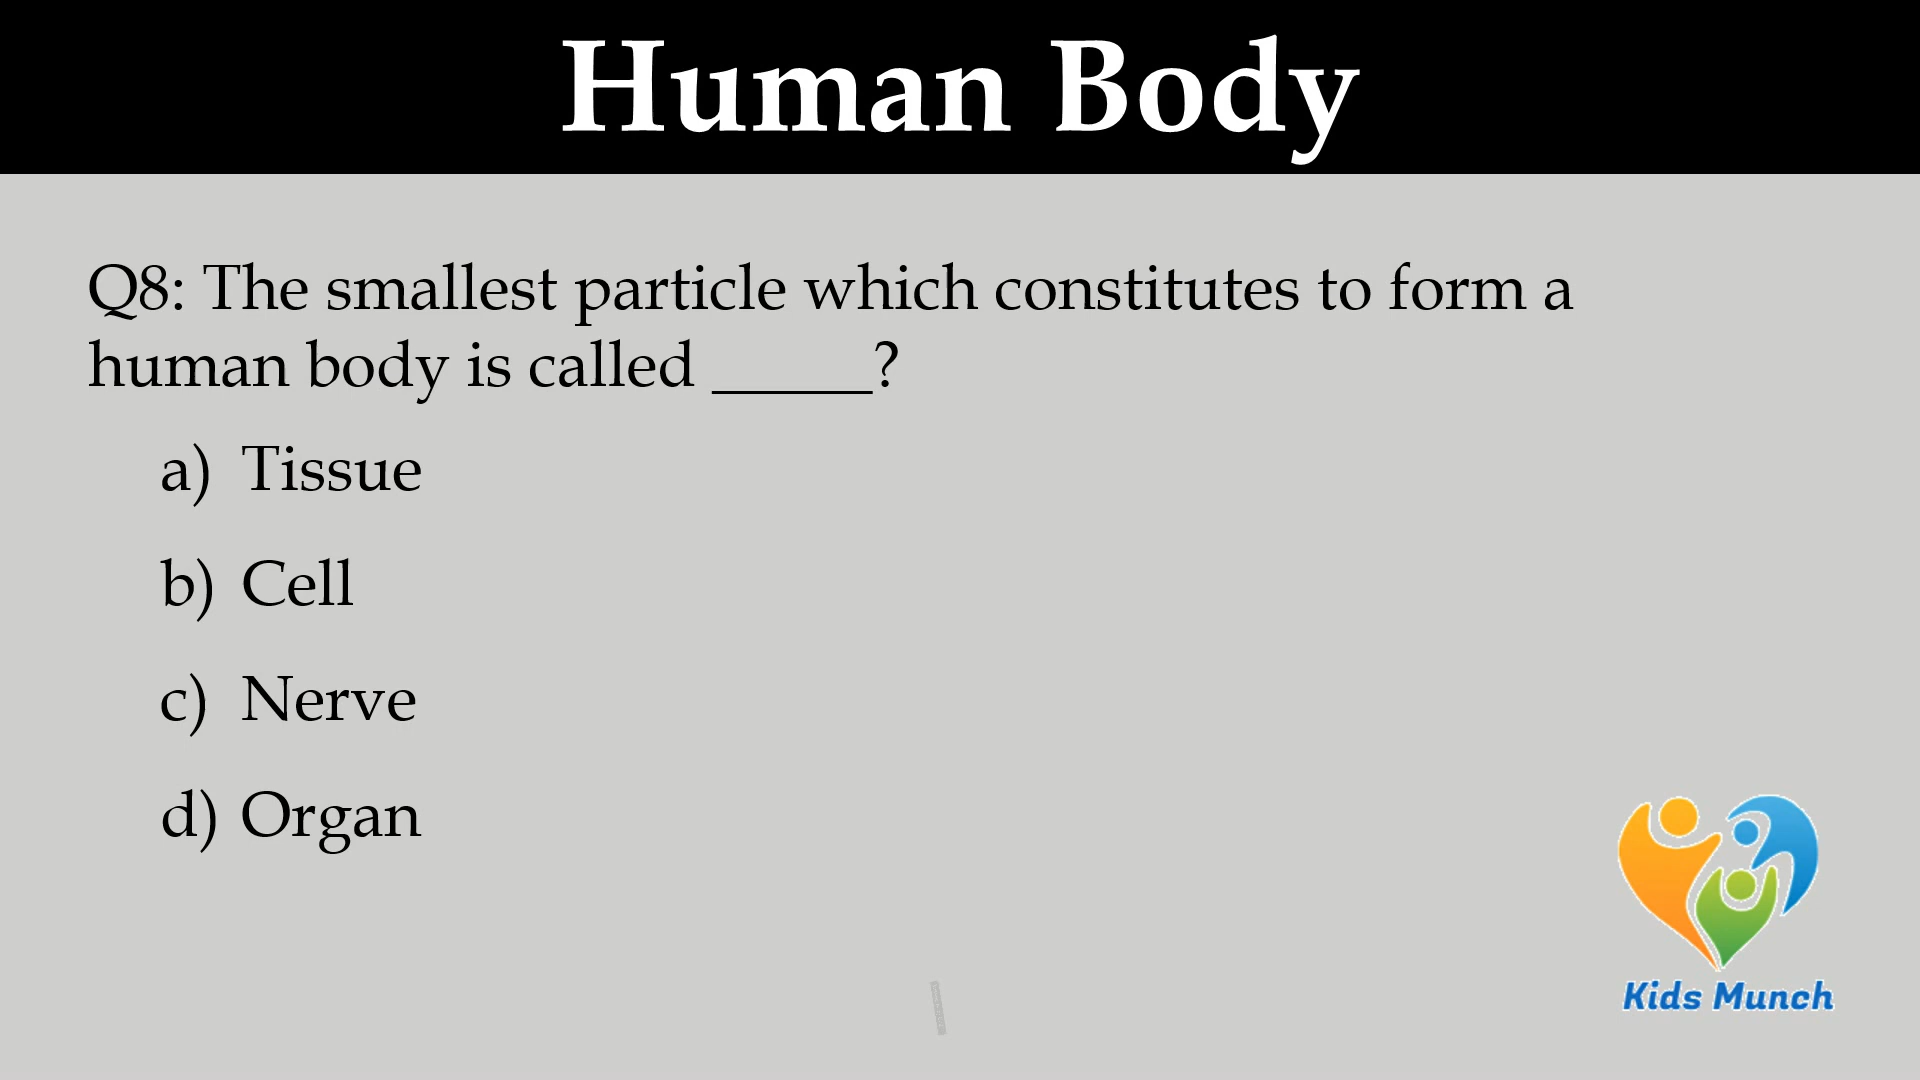 Human Body
Q8: The smallest particle which constitutes to form a
human body is called _____?
a) Tissue
b) Cell
c) Nerve
d) Organ
Kids Munch